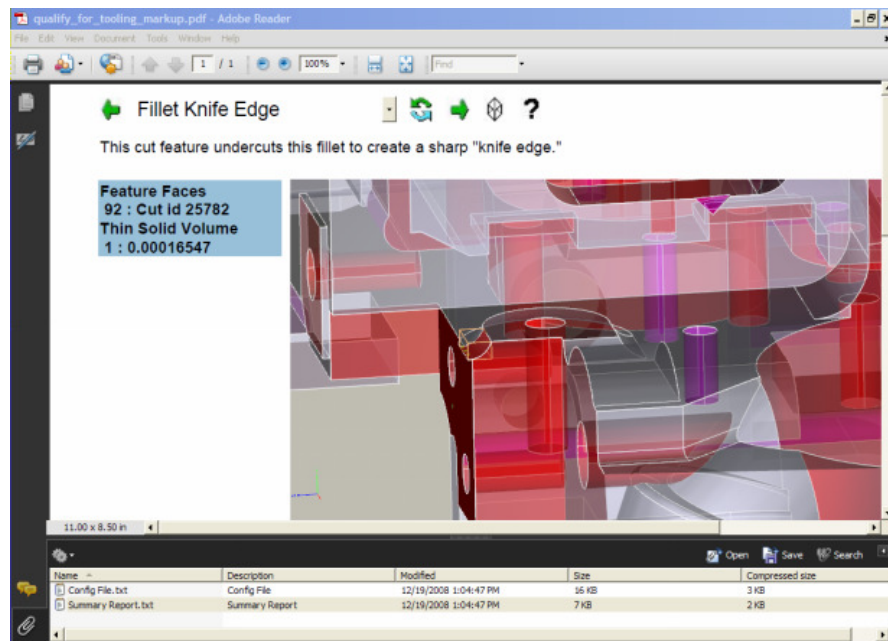 qualify_for_tooling_markup.pdf - Adobe Reader
File Edit View Document Tools Window Help
1 / 1 100% Find
Fillet Knife Edge ?
This cut feature undercuts this fillet to create a sharp "knife edge."
Feature Faces
92 : Cut id 25782
Thin Solid Volume
1 : 0.00016547
11.00 x 8.50 in
Open Save Search
Name Description Modified Size Compressed size
Config File.txt Config File 12/19/2008 1:04:47 PM 16 KB 3 KB
Summary Report.txt Summary Report 12/19/2008 1:04:47 PM 7 KB 2 KB